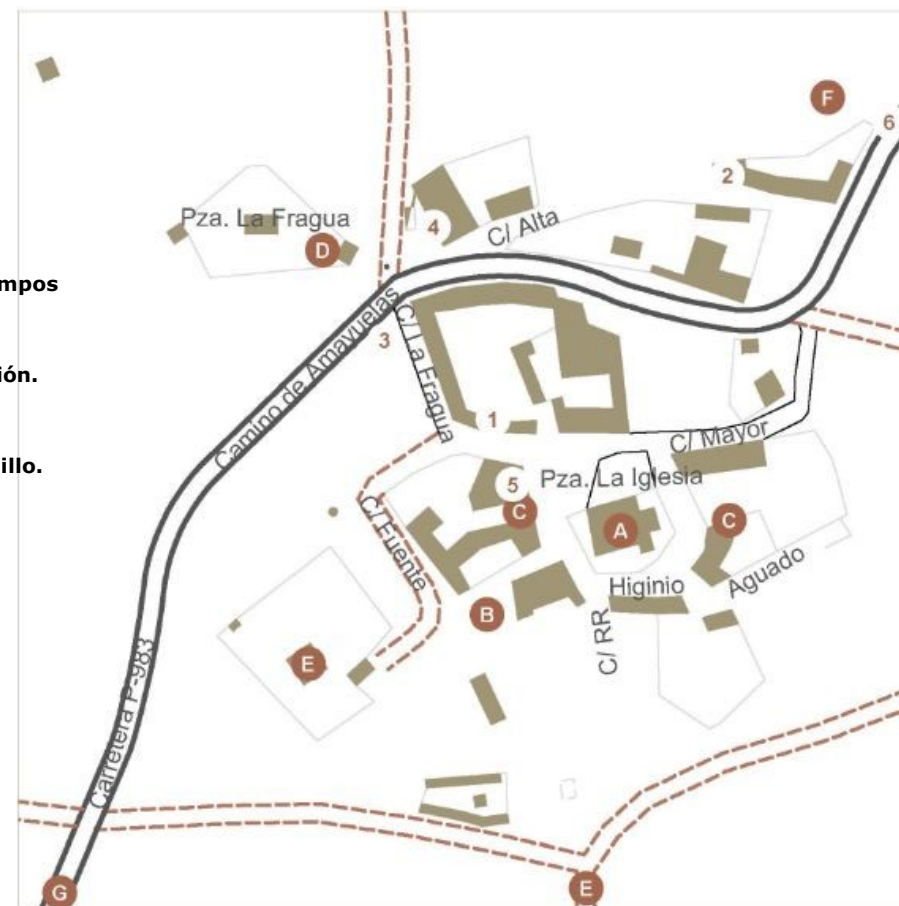 F
6
2
Pza. La Fragua
4
C/ Alta
D
mpos
3
C/ La Fragua
Camino de Amayuelas
ión.
1
C/ Mayor
illo.
Pza. La Iglesia
5
C
A
C
C/ Fuente
Higinio
Aguado
B
C/ RR
E
Carretera P-983
G
E